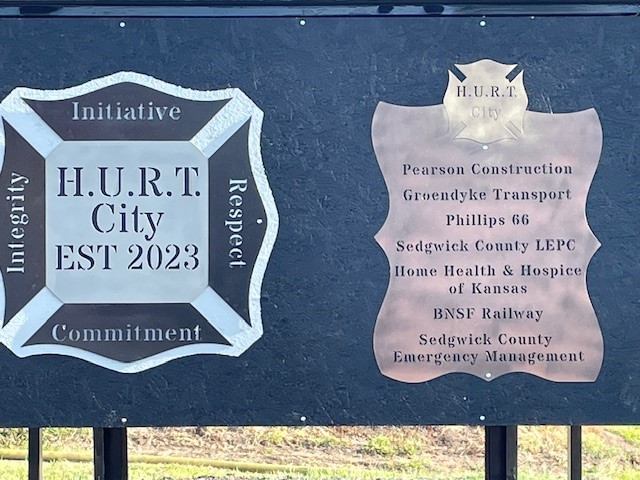 Initiative
Integrity
H.U.R.T.
City
EST 2023
Respect
Commitment
H.U.R.T.
City
Pearson Construction
Groendyke Transport
Phillips 66
Sedgwick County LEPC
Home Health & Hospice
of Kansas
BNSF Railway
Sedgwick County
Emergency Management